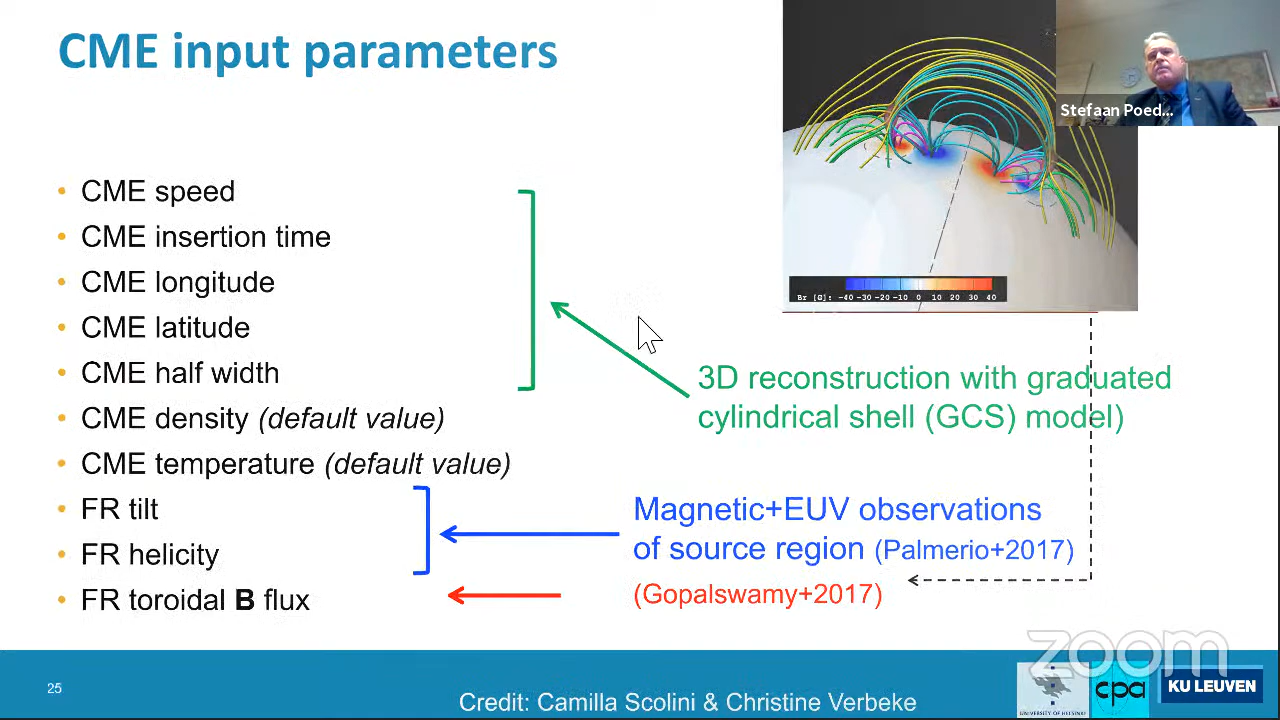 CME input parameters
Stefaan Poed...
• CME speed
• CME insertion time
• CME longitude
• CME latitude
• CME half width
• CME density (default value)
• CME temperature (default value)
• FR tilt
• FR helicity
• FR toroidal B flux
Br [G]: -40 -30 -20 -10 0 10 20 30 40
3D reconstruction with graduated
cylindrical shell (GCS) model)
Magnetic+EUV observations
of source region (Palmerio+2017)
(Gopalswamy+2017)
25
Credit: Camilla Scolini & Christine Verbeke
zoom
UNIVERSITY OF HELSINKI
cpa
KU LEUVEN